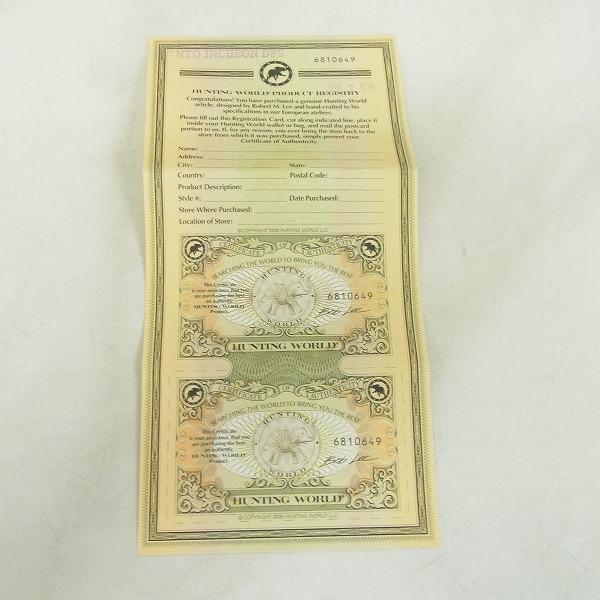 NTO INCHEON D
6810649
HUNTING WORLD PRODUCT REGISTRY
Congratulations! You have purchased a genuine Hunting World
article, designed by Robert M. Lee and hand-crafted to his
specifications in our European ateliers.
Please fill out this Registration Card, cut along indicated line, place it
inside your Hunting World wallet or bag, and mail the postcard
portion to us. If, for any reason, you ever bring the item back to the
store from which it was purchased, simply present your
Certificate of Authenticity.
Name:
Address:
City: State:
Country: Postal Code:
Product Description:
Style #: Date Purchased:
Store Where Purchased:
Location of Store:
©COPYRIGHT 2000 HUNTING WORLD LLC
CERTIFICATE OF AUTHENTICITY
SEARCHING THE WORLD TO BRING YOU THE BEST
This Certificate
is your assurance that you
are purchasing the best
an authentic
HUNTING WORLD®
Product.
HUNTING
WORLD
6810649
HUNTING WORLD®
CERTIFICATE OF AUTHENTICITY
SEARCHING THE WORLD TO BRING YOU THE BEST
This Certificate
is your assurance that you
are purchasing the best
an authentic
HUNTING WORLD®
Product.
HUNTING
WORLD
6810649
HUNTING WORLD®
©COPYRIGHT 2000 HUNTING WORLD LLC